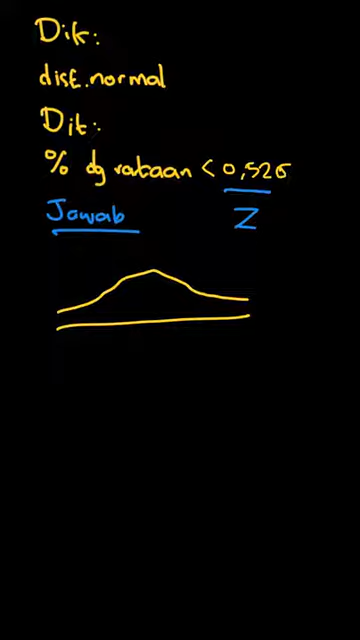 Dik:
dist.normal
Dit:
% dg rataan < 0,52σ
Jawab
Z